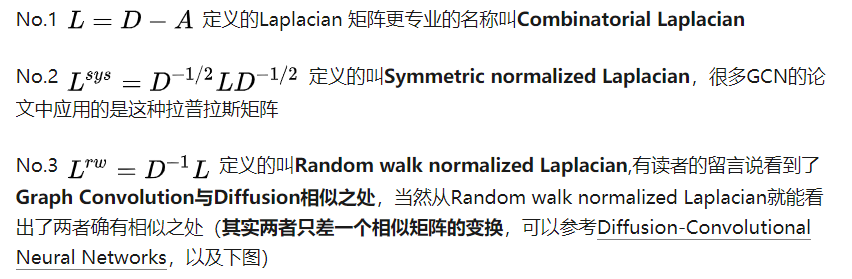 No.1 L = D − A 定义的Laplacian 矩阵更专业的名称叫Combinatorial Laplacian
No.2 L^{sys} = D^{−1/2}LD^{−1/2} 定义的叫Symmetric normalized Laplacian，很多GCN的论
文中应用的是这种拉普拉斯矩阵
No.3 L^{rw} = D^{−1}L 定义的叫Random walk normalized Laplacian,有读者的留言说看到了
Graph Convolution与Diffusion相似之处，当然从Random walk normalized Laplacian就能看
出了两者确有相似之处（其实两者只差一个相似矩阵的变换，可以参考Diffusion-Convolutional
Neural Networks，以及下图）